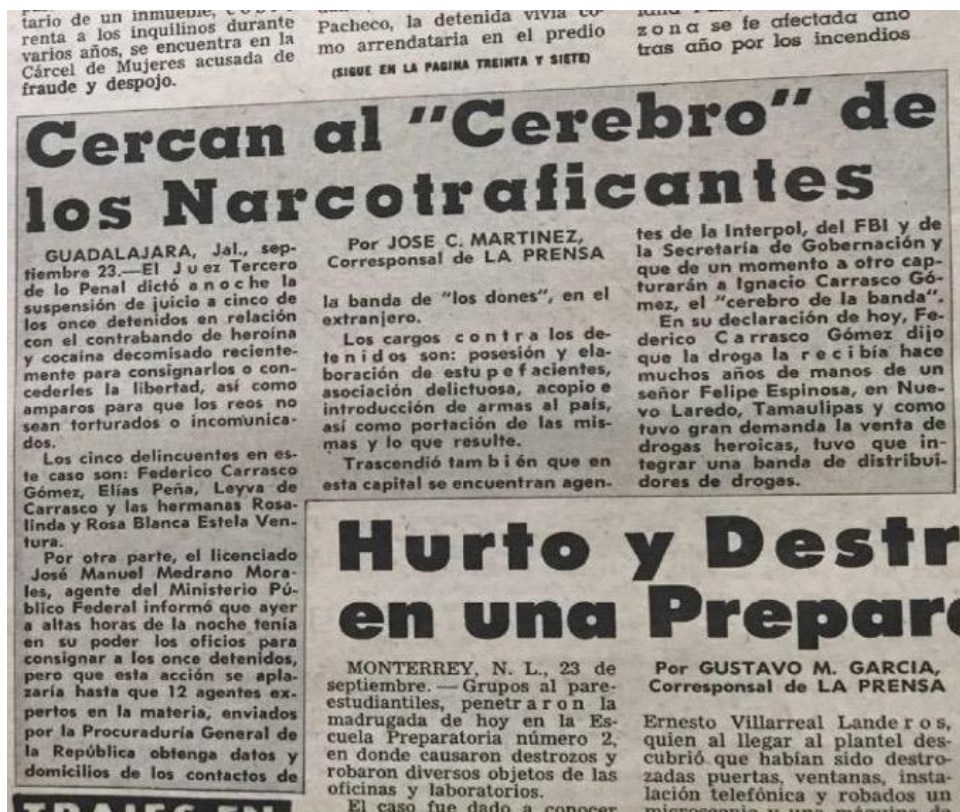 tario de un inmueble,
renta a los inquilinos durante
varios años, se encuentra en la
Cárcel de Mujeres acusada de
fraude y despojo.
Pacheco, la detenida vivía co-
mo arrendataria en el predio
(SIGUE EN LA PAGINA TREINTA Y SIETE)
zona se fe afectada año
tras año por los incendios
Cercan al "Cerebro" de
los Narcotraficantes
GUADALAJARA, Jal., sep-
tiembre 23.—El Juez Tercero
de lo Penal dictó anoche la
suspensión de juicio a cinco de
los once detenidos en relación
con el contrabando de heroína
y cocaína decomisado reciente-
mente para consignarlos o con-
cederles la libertad, así como
amparos para que los reos no
sean torturados o incomunica-
dos.
Los cinco delincuentes en es-
te caso son: Federico Carrasco
Gómez, Elías Peña, Leyva de
Carrasco y las hermanas Rosa-
linda y Rosa Blanca Estela Ven-
tura.
Por otra parte, el licenciado
José Manuel Medrano Mora-
les, agente del Ministerio Pú-
blico Federal informó que ayer
a altas horas de la noche tenía
en su poder los oficios para
consignar a los once detenidos,
pero que esta acción se apla-
zaría hasta que 12 agentes ex-
pertos en la materia, enviados
por la Procuraduría General de
la República obtenga datos y
domicilios de los contactos de
Por JOSE C. MARTINEZ,
Corresponsal de LA PRENSA
la banda de "los dones", en el
extranjero.
Los cargos contra los de-
tenidos son: posesión y ela-
boración de estupefacientes,
asociación delictuosa, acopio e
introducción de armas al país,
así como portación de las mis-
mas y lo que resulte.
Trascendió también que en
esta capital se encuentran agen-
tes de la Interpol, del FBI y de
la Secretaría de Gobernación y
que de un momento a otro cap-
turarán a Ignacio Carrasco Gó-
mez, el "cerebro de la banda".
En su declaración de hoy, Fe-
derico Carrasco Gómez dijo
que la droga la recibía hace
muchos años de manos de un
señor Felipe Espinosa, en Nue-
vo Laredo, Tamaulipas y como
tuvo gran demanda la venta de
drogas heroicas, tuvo que in-
tegrar una banda de distribui-
dores de drogas.
Hurto y Destr
en una Prepar
MONTERREY, N. L., 23 de
septiembre. — Grupos al pare-
estudiantiles, penetraron la
madrugada de hoy en la Es-
cuela Preparatoria número 2,
en donde causaron destrozos y
robaron diversos objetos de las
oficinas y laboratorios.
El caso fue dado a conocer
Por GUSTAVO M. GARCIA,
Corresponsal de LA PRENSA
Ernesto Villarreal Landeros,
quien al llegar al plantel des-
cubrió que habían sido destro-
zadas puertas, ventanas, insta-
lación telefónica y robados un
microscopio y una máquina de
TRAJES EN